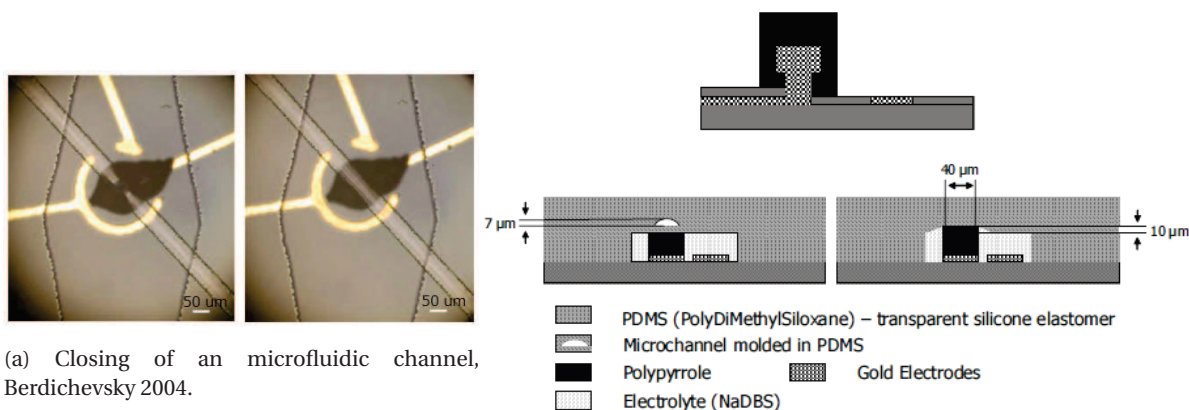 50 um
50 um
(a) Closing of an microfluidic channel,
Berdichevsky 2004.
40 µm
7 µm
10 µm
PDMS (PolyDiMethylSiloxane) – transparent silicone elastomer
Microchannel molded in PDMS
Polypyrrole
Gold Electrodes
Electrolyte (NaDBS)